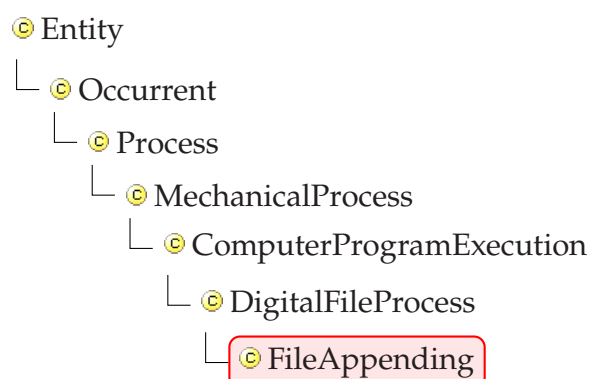 Entity
Occurrent
Process
MechanicalProcess
ComputerProgramExecution
DigitalFileProcess
FileAppending